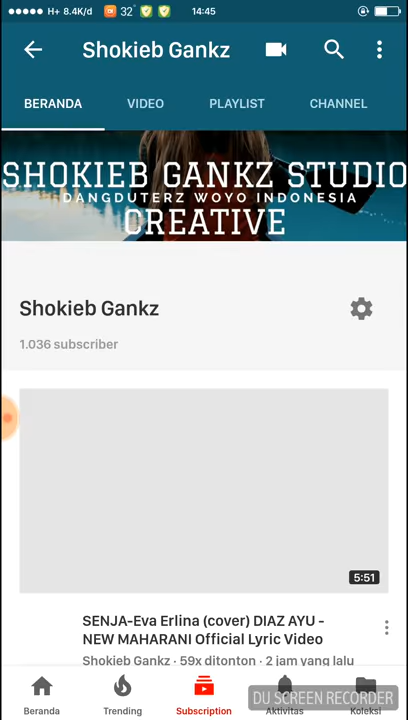 H+ 8.4K/d 32° 14:45
Shokieb Gankz
BERANDA VIDEO PLAYLIST CHANNEL
SHOKIEB GANKZ STUDIO
DANGDUTERZ WOYO INDONESIA
CREATIVE
Shokieb Gankz
1.036 subscriber
5:51
SENJA-Eva Erlina (cover) DIAZ AYU -
NEW MAHARANI Official Lyric Video
Shokieb Gankz · 59x ditonton · 2 jam yang lalu
DU SCREEN RECORDER
Beranda Trending Subscription Aktivitas Koleksi